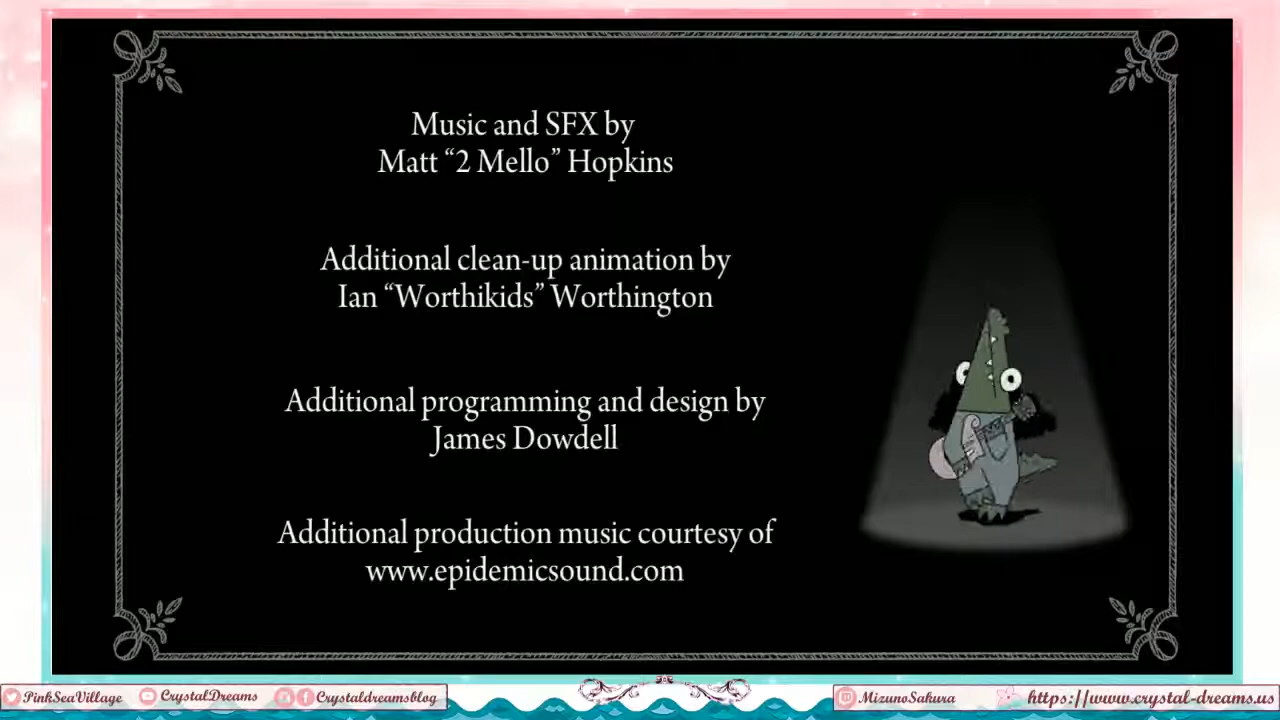 Music and SFX by
Matt “2 Mello” Hopkins
Additional clean-up animation by
Ian “Worthikids” Worthington
Additional programming and design by
James Dowdell
Additional production music courtesy of
www.epidemicsound.com
PinkSeaVillage CrystalDreams Crystaldreamsblog MizunoSakura https://www.crystal-dreams.us